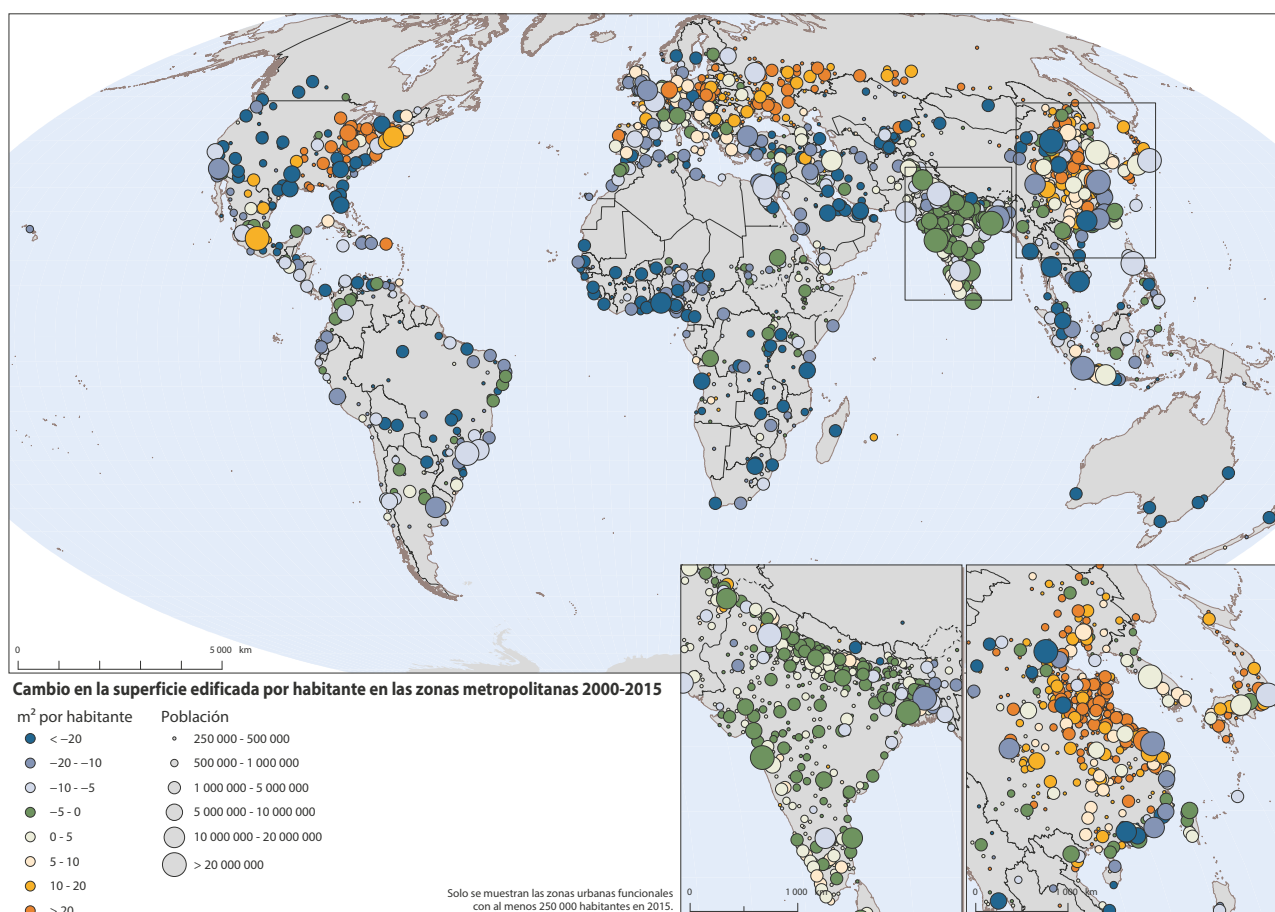 0 5 000 km
Cambio en la superficie edificada por habitante en las zonas metropolitanas 2000-2015
m² por habitante
< −20
−20 - −10
−10 - −5
−5 - 0
0 - 5
5 - 10
10 - 20
> 20
Población
250 000 - 500 000
500 000 - 1 000 000
1 000 000 - 5 000 000
5 000 000 - 10 000 000
10 000 000 - 20 000 000
> 20 000 000
Solo se muestran las zonas urbanas funcionales
con al menos 250 000 habitantes en 2015.
0 1 000 km
0 1 000 km